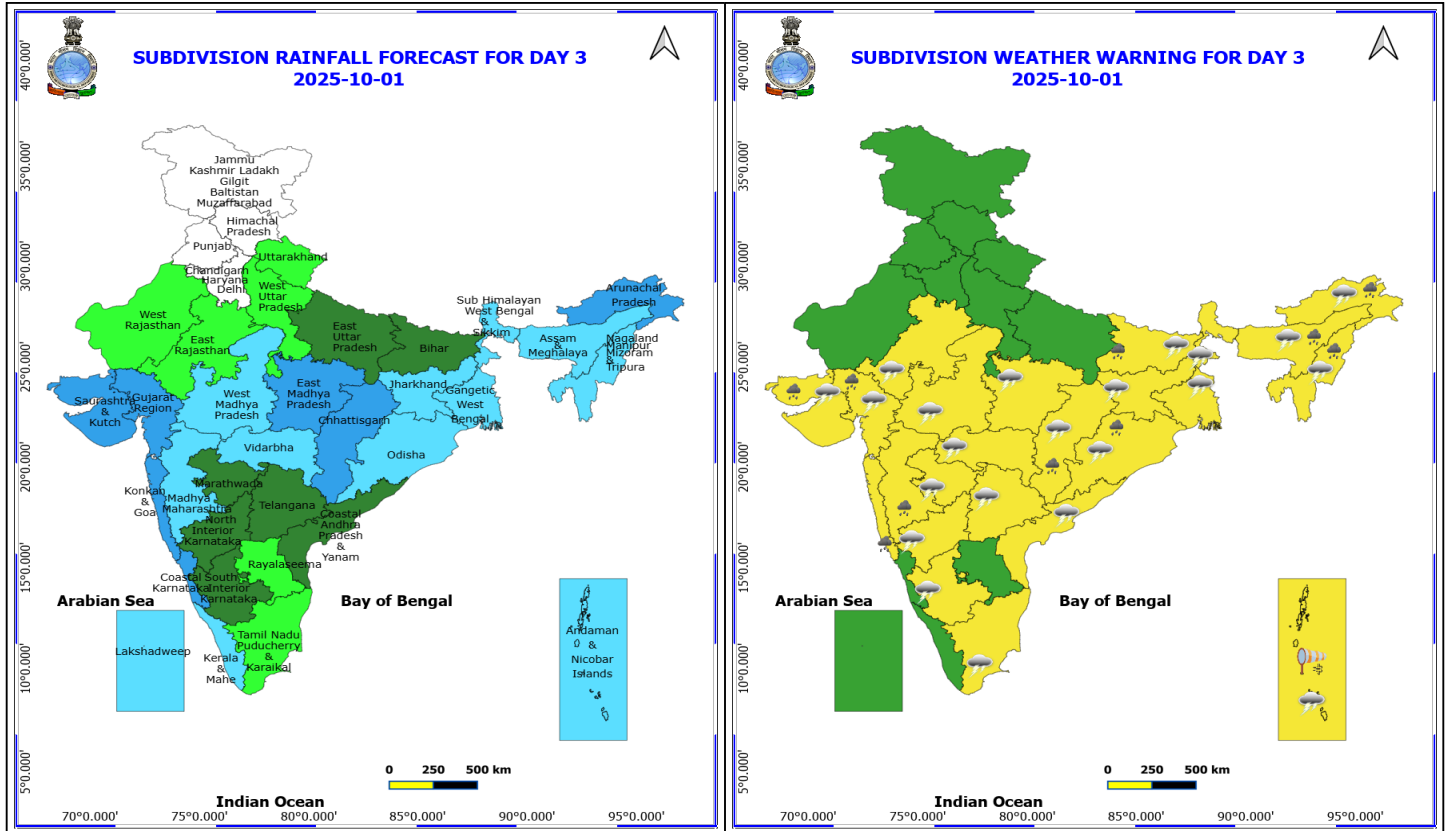 SUBDIVISION RAINFALL FORECAST FOR DAY 3
2025-10-01
40°0.000'
35°0.000'
30°0.000'
25°0.000'
20°0.000'
15°0.000'
10°0.000'
5°0.000'
Jammu
Kashmir Ladakh
Gilgit
Baltistan
Muzaffarabad
Himachal
Pradesh
Punjab
Chandigarh
Haryana
Delhi
Uttarakhand
West
Uttar
Pradesh
West
Rajasthan
East
Rajasthan
East
Uttar
Pradesh
Bihar
Sub Himalayan
West Bengal
&
Sikkim
Arunachal
Pradesh
Assam
&
Meghalaya
Nagaland
Manipur
Mizoram
&
Tripura
Saurashtra
&
Kutch
Gujarat
Region
West
Madhya
Pradesh
East
Madhya
Pradesh
Jharkhand
Gangetic
West
Bengal
Chhattisgarh
Odisha
Vidarbha
Konkan
&
Goa
Madhya
Maharashtra
Marathwada
Telangana
North
Interior
Karnataka
Coastal
Andhra
Pradesh
&
Yanam
Rayalaseema
Coastal
Karnataka
South
Interior
Karnataka
Tamil Nadu
Puducherry
&
Karaikal
Kerala
&
Mahe
Lakshadweep
Andaman
&
Nicobar
Islands
Arabian Sea
Bay of Bengal
0 250 500 km
Indian Ocean
70°0.000' 75°0.000' 80°0.000' 85°0.000' 90°0.000' 95°0.000'
SUBDIVISION WEATHER WARNING FOR DAY 3
2025-10-01
40°0.000'
35°0.000'
30°0.000'
25°0.000'
20°0.000'
15°0.000'
10°0.000'
5°0.000'
Arabian Sea
Bay of Bengal
0 250 500 km
Indian Ocean
70°0.000' 75°0.000' 80°0.000' 85°0.000' 90°0.000' 95°0.000'